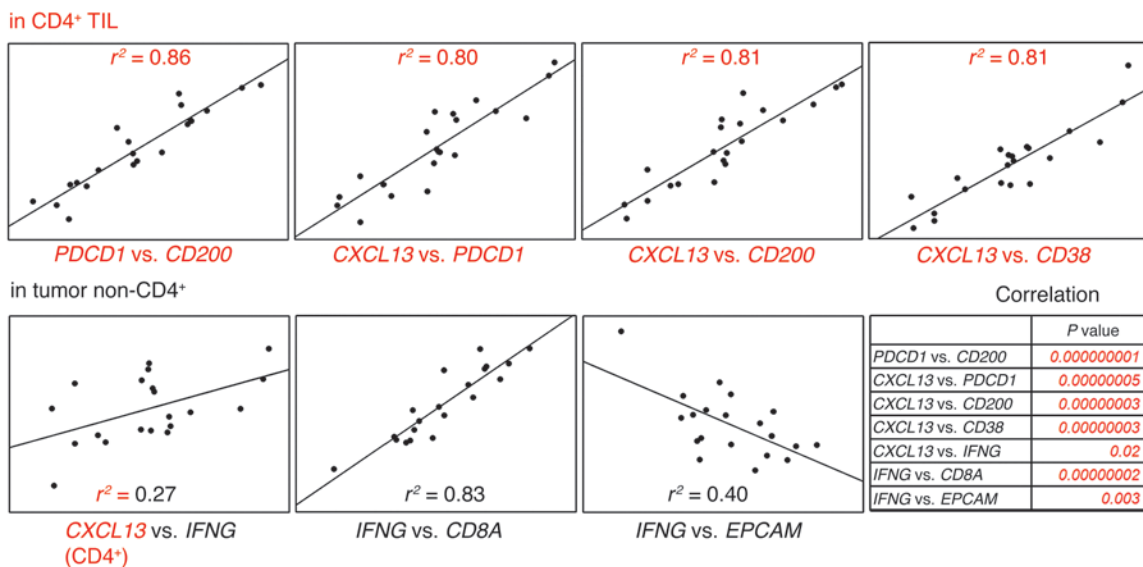 in CD4⁺ TIL
r² = 0.86
r² = 0.80
r² = 0.81
r² = 0.81
PDCD1 vs. CD200
CXCL13 vs. PDCD1
CXCL13 vs. CD200
CXCL13 vs. CD38
in tumor non-CD4⁺
r² = 0.27
r² = 0.83
r² = 0.40
CXCL13 vs. IFNG
(CD4⁺)
IFNG vs. CD8A
IFNG vs. EPCAM
Correlation
P value
PDCD1 vs. CD200 0.000000001
CXCL13 vs. PDCD1 0.00000005
CXCL13 vs. CD200 0.00000003
CXCL13 vs. CD38 0.00000003
CXCL13 vs. IFNG 0.02
IFNG vs. CD8A 0.00000002
IFNG vs. EPCAM 0.003